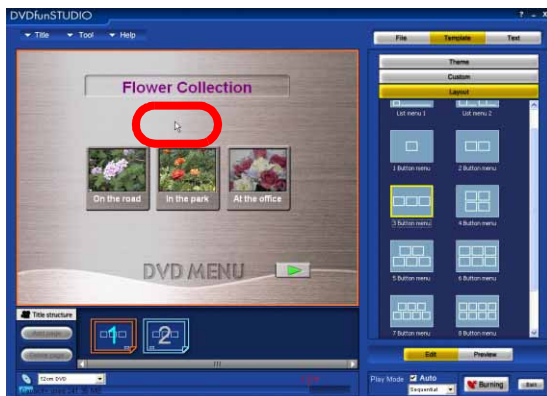 DVDfunSTUDIO
? - X
Title Tool Help
File Template Text
Theme
Custom
Layout
Flower Collection
List menu 1 List menu 2
1 Button menu 2 Button menu
On the road In the park At the office
3 Button menu 4 Button menu
DVD MENU
5 Button menu 6 Button menu
Title structure
Add page
Delete page
1 2
7 Button menu 8 Button menu
Edit Preview
12cm DVD
Play Mode Auto
Sequential
Burning
Exit